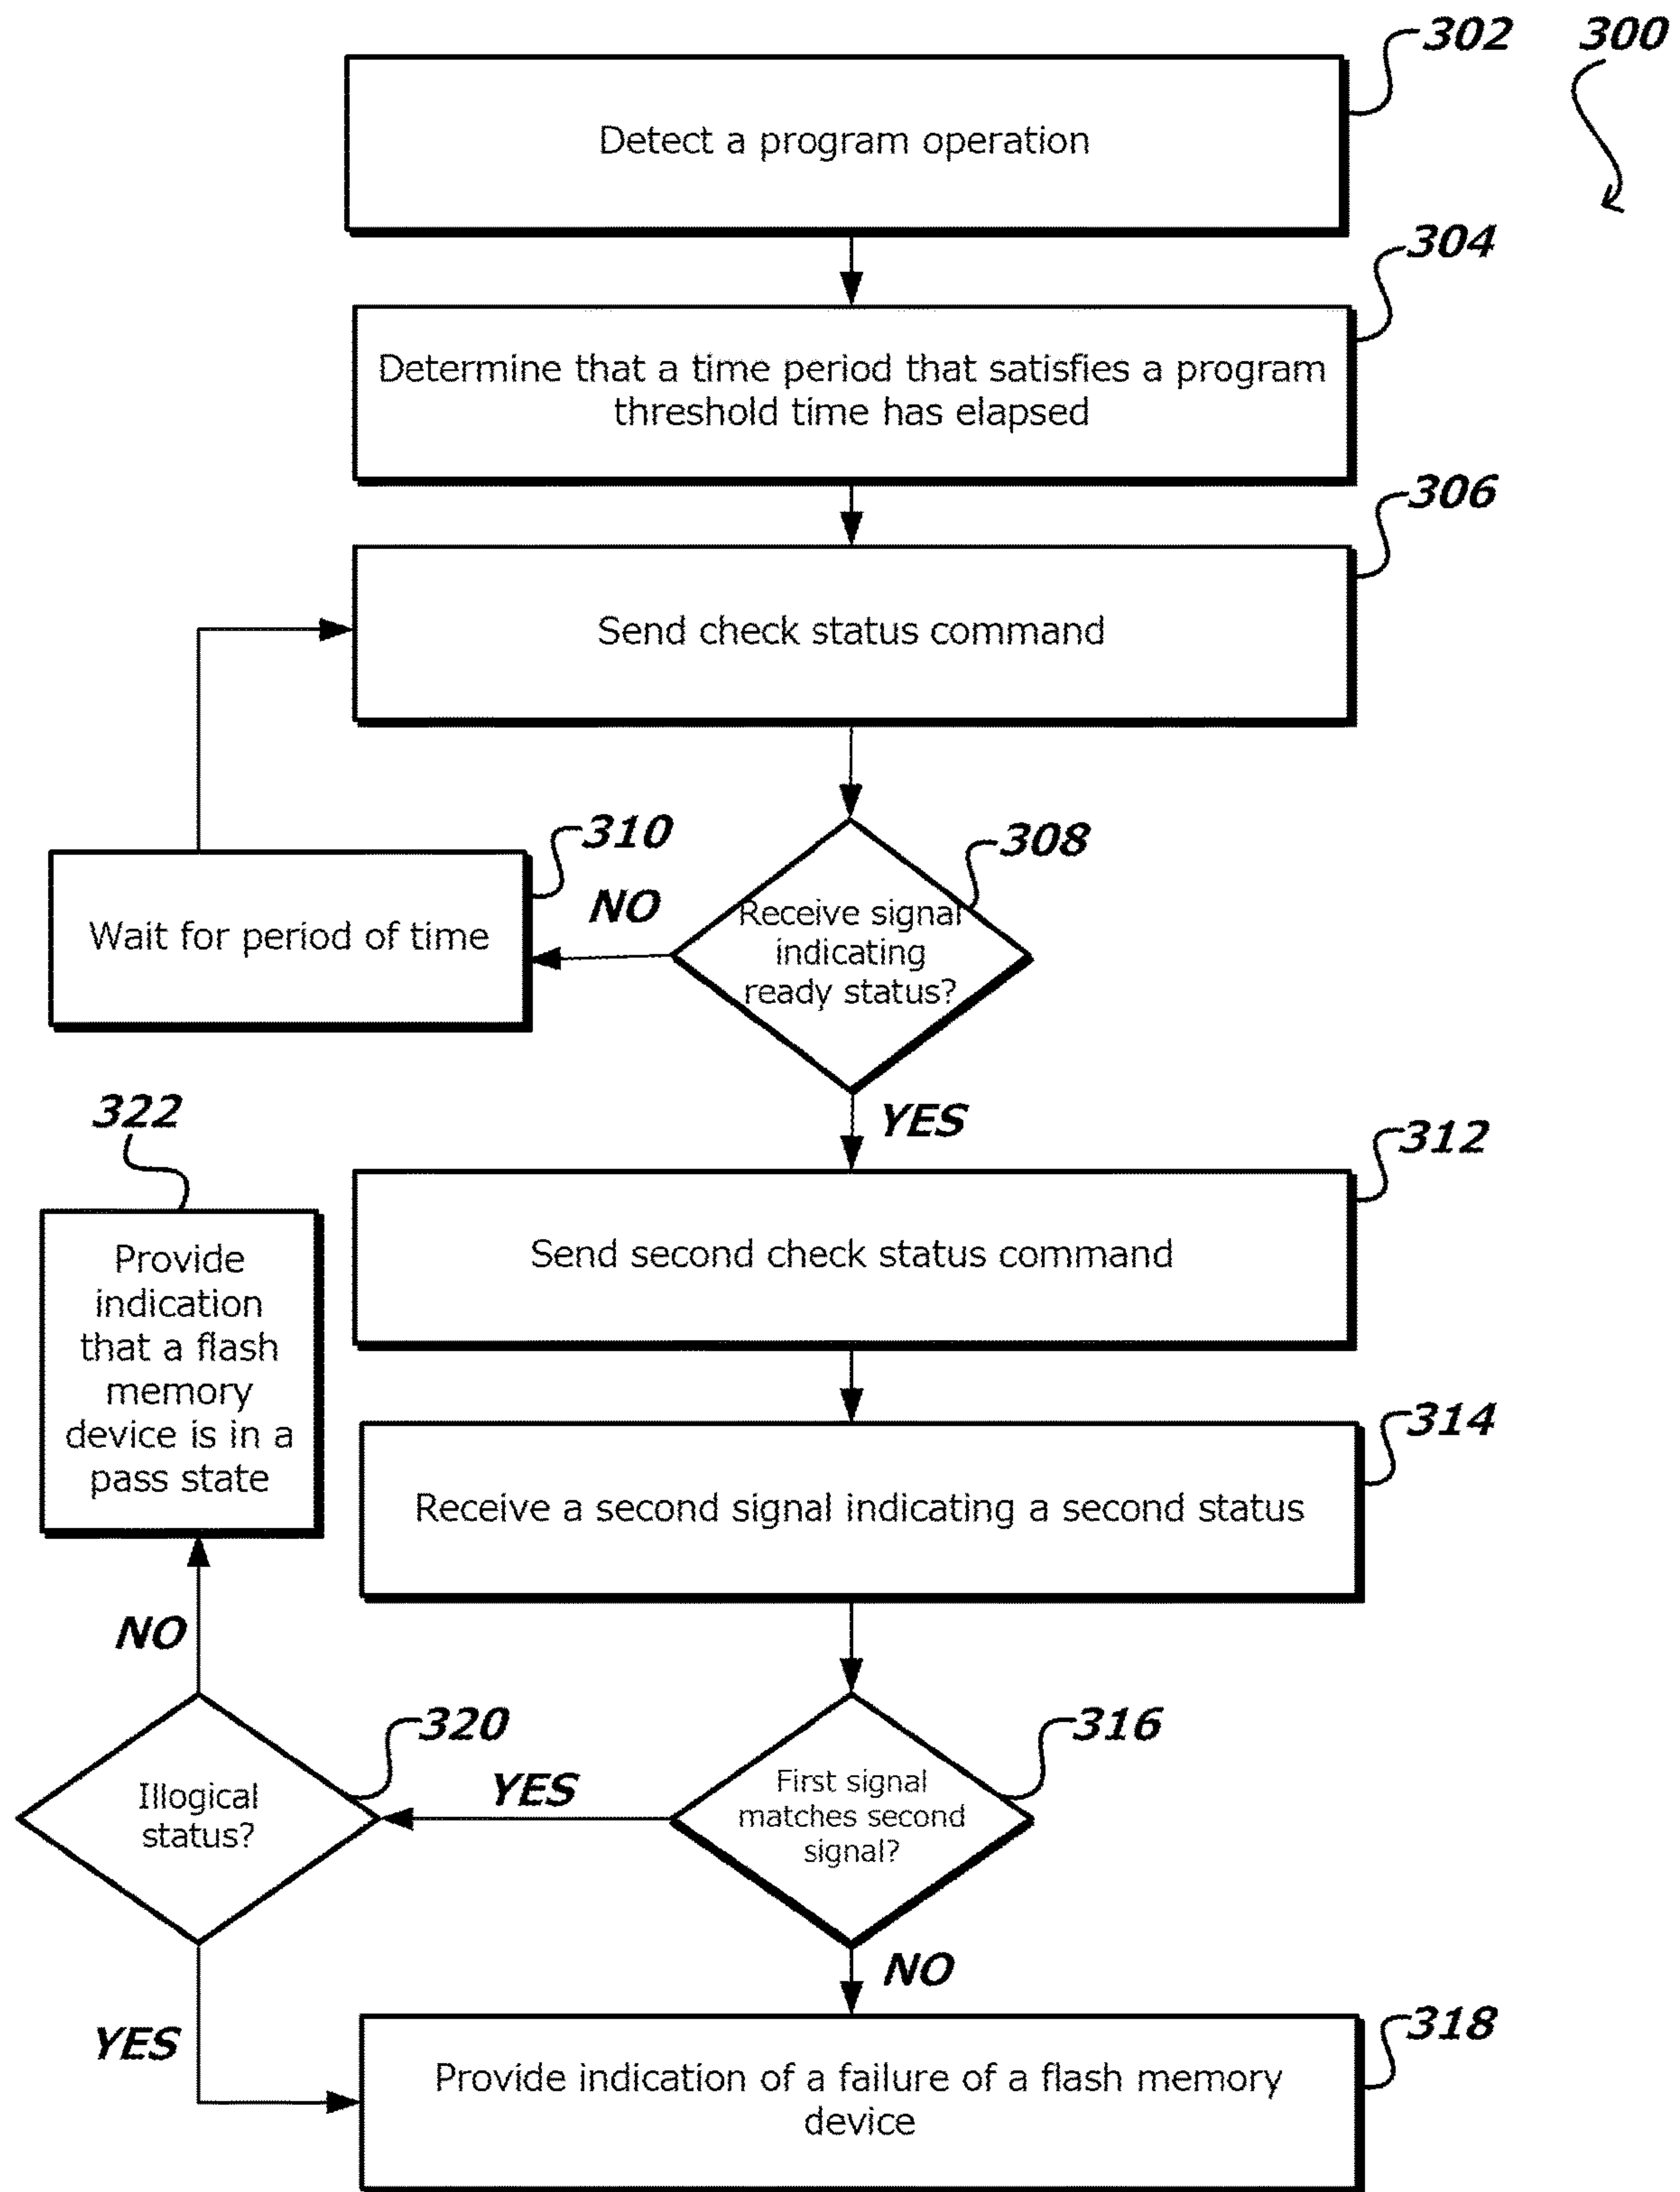 302
300
Detect a program operation
304
Determine that a time period that satisfies a program
threshold time has elapsed
306
Send check status command
310
308
NO
Wait for period of time
Receive signal
indicating
ready status?
YES
322
312
Provide
indication
that a flash
memory
device is in a
pass state
Send second check status command
314
Receive a second signal indicating a second status
NO
320
316
YES
Illogical
status?
First signal
matches second
signal?
NO
YES
318
Provide indication of a failure of a flash memory
device